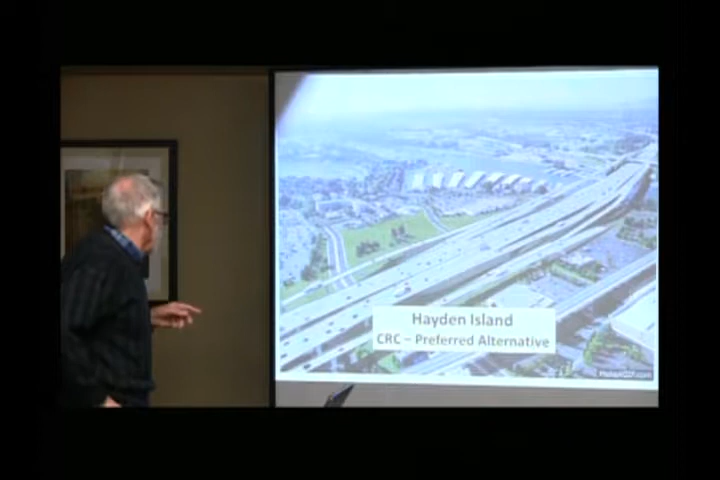 Hayden Island
CRC – Preferred Alternative